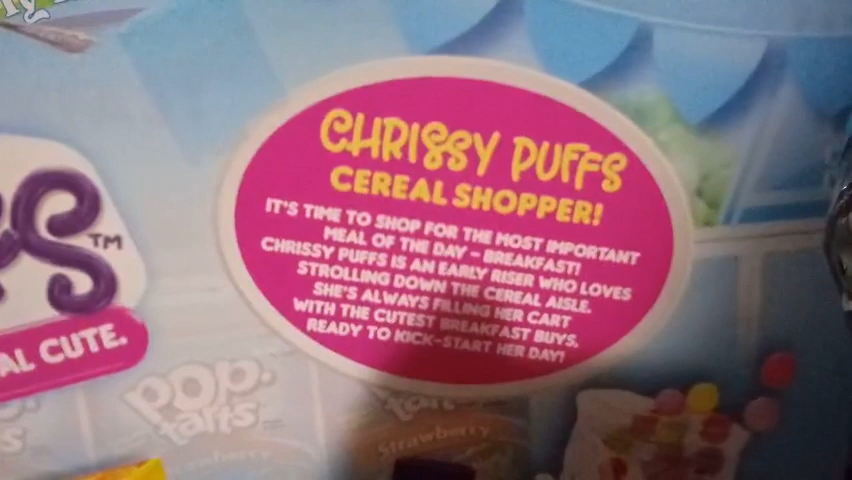 CHRISSY PUFFS
CEREAL SHOPPER!
IT'S TIME TO SHOP FOR THE MOST IMPORTANT
MEAL OF THE DAY – BREAKFAST!
CHRISSY PUFFS IS AN EARLY RISER WHO LOVES
STROLLING DOWN THE CEREAL AISLE.
SHE'S ALWAYS FILLING HER CART
WITH THE CUTEST BREAKFAST BUYS,
READY TO KICK-START HER DAY!
S™
AL CUTE.
POP•
tarts
Strawberry